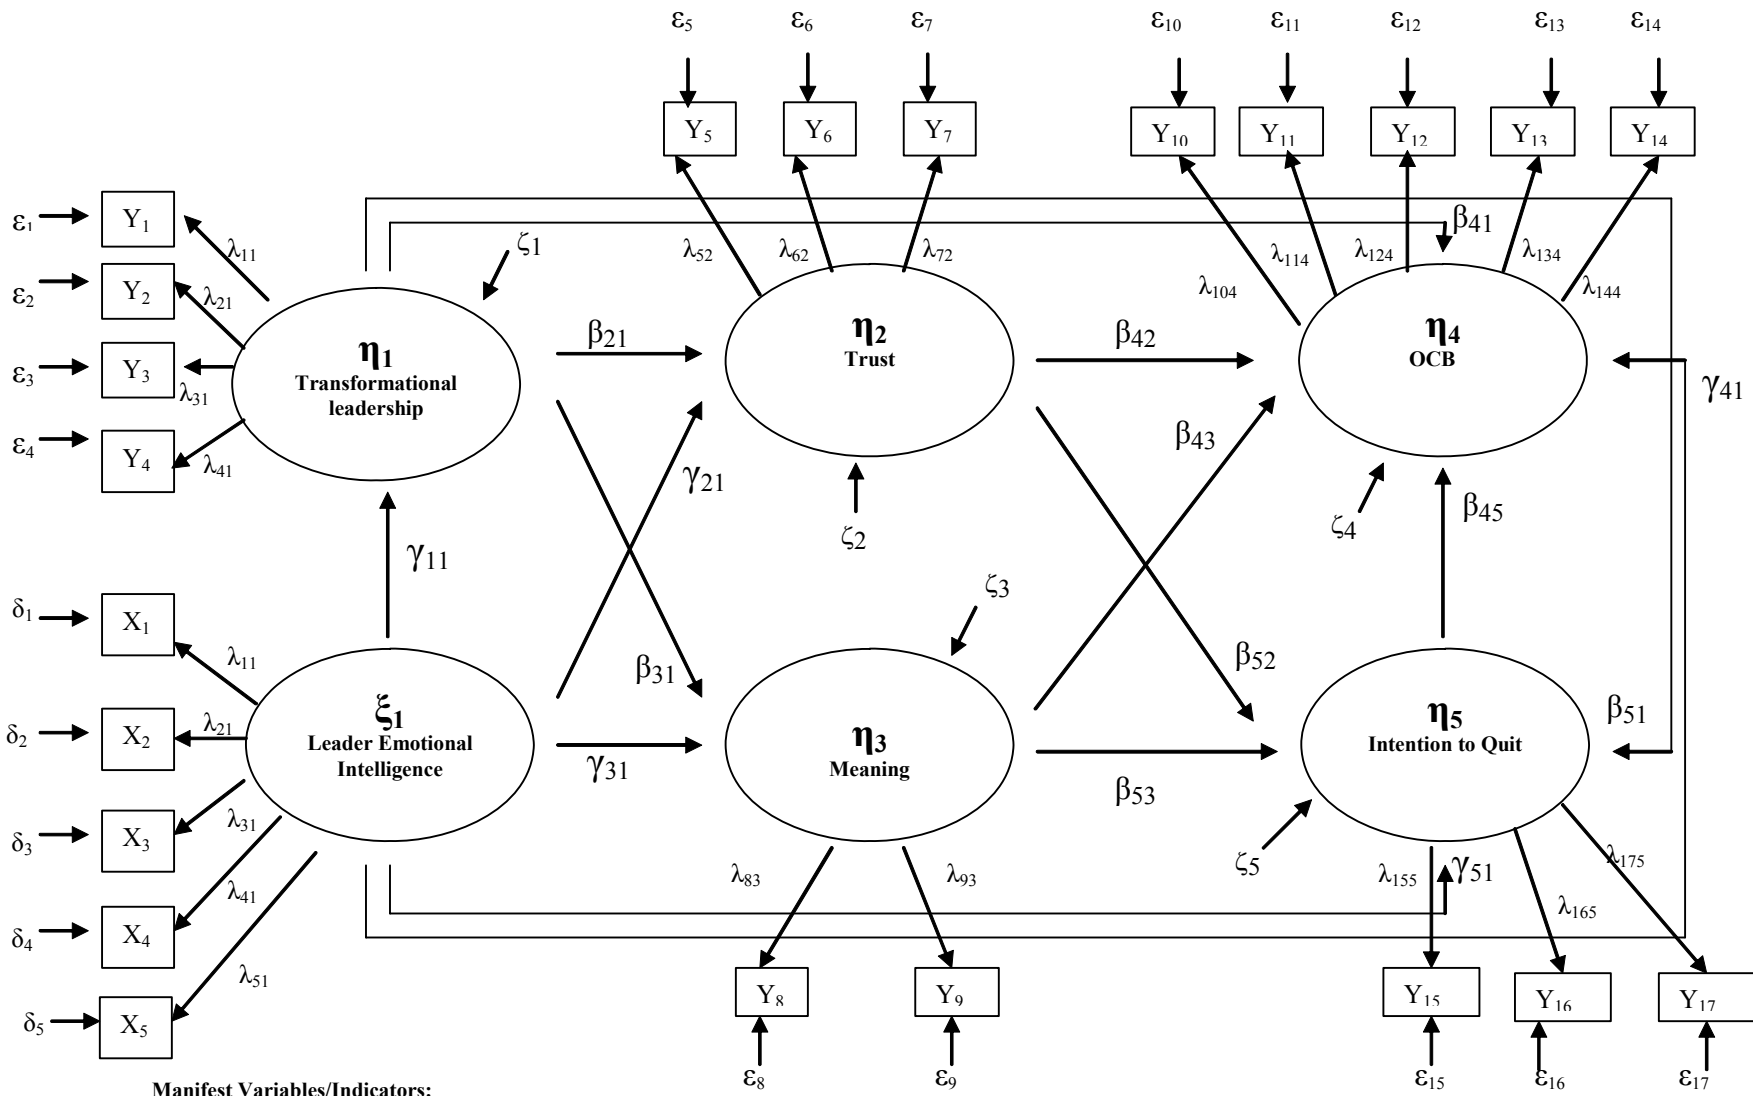 ε₅ ε₆ ε₇ ε₁₀ ε₁₁ ε₁₂ ε₁₃ ε₁₄
Y₅ Y₆ Y₇ Y₁₀ Y₁₁ Y₁₂ Y₁₃ Y₁₄
ε₁ Y₁ λ₁₁
ε₂ Y₂ λ₂₁
ε₃ Y₃ λ₃₁
ε₄ Y₄ λ₄₁
ζ₁
λ₅₂ λ₆₂ λ₇₂
λ₁₀₄ λ₁₁₄ λ₁₂₄ λ₁₃₄ λ₁₄₄
β₄₁
η₁
Transformational
leadership
β₂₁
η₂
Trust
β₄₂
η₄
OCB
γ₄₁
γ₁₁
γ₂₁
β₃₁
ζ₂
ζ₃
β₄₃
β₅₂
ζ₄
β₄₅
β₅₁
δ₁ X₁ λ₁₁
δ₂ X₂ λ₂₁
δ₃ X₃ λ₃₁
δ₄ X₄ λ₄₁
δ₅ X₅ λ₅₁
ξ₁
Leader Emotional
Intelligence
γ₃₁
η₃
Meaning
β₅₃
η₅
Intention to Quit
ζ₅
λ₈₃ λ₉₃
λ₁₅₅ γ₅₁ λ₁₆₅ λ₁₇₅
Y₈ Y₉ Y₁₅ Y₁₆ Y₁₇
ε₈ ε₉ ε₁₅ ε₁₆ ε₁₇
Manifest Variables/Indicators: